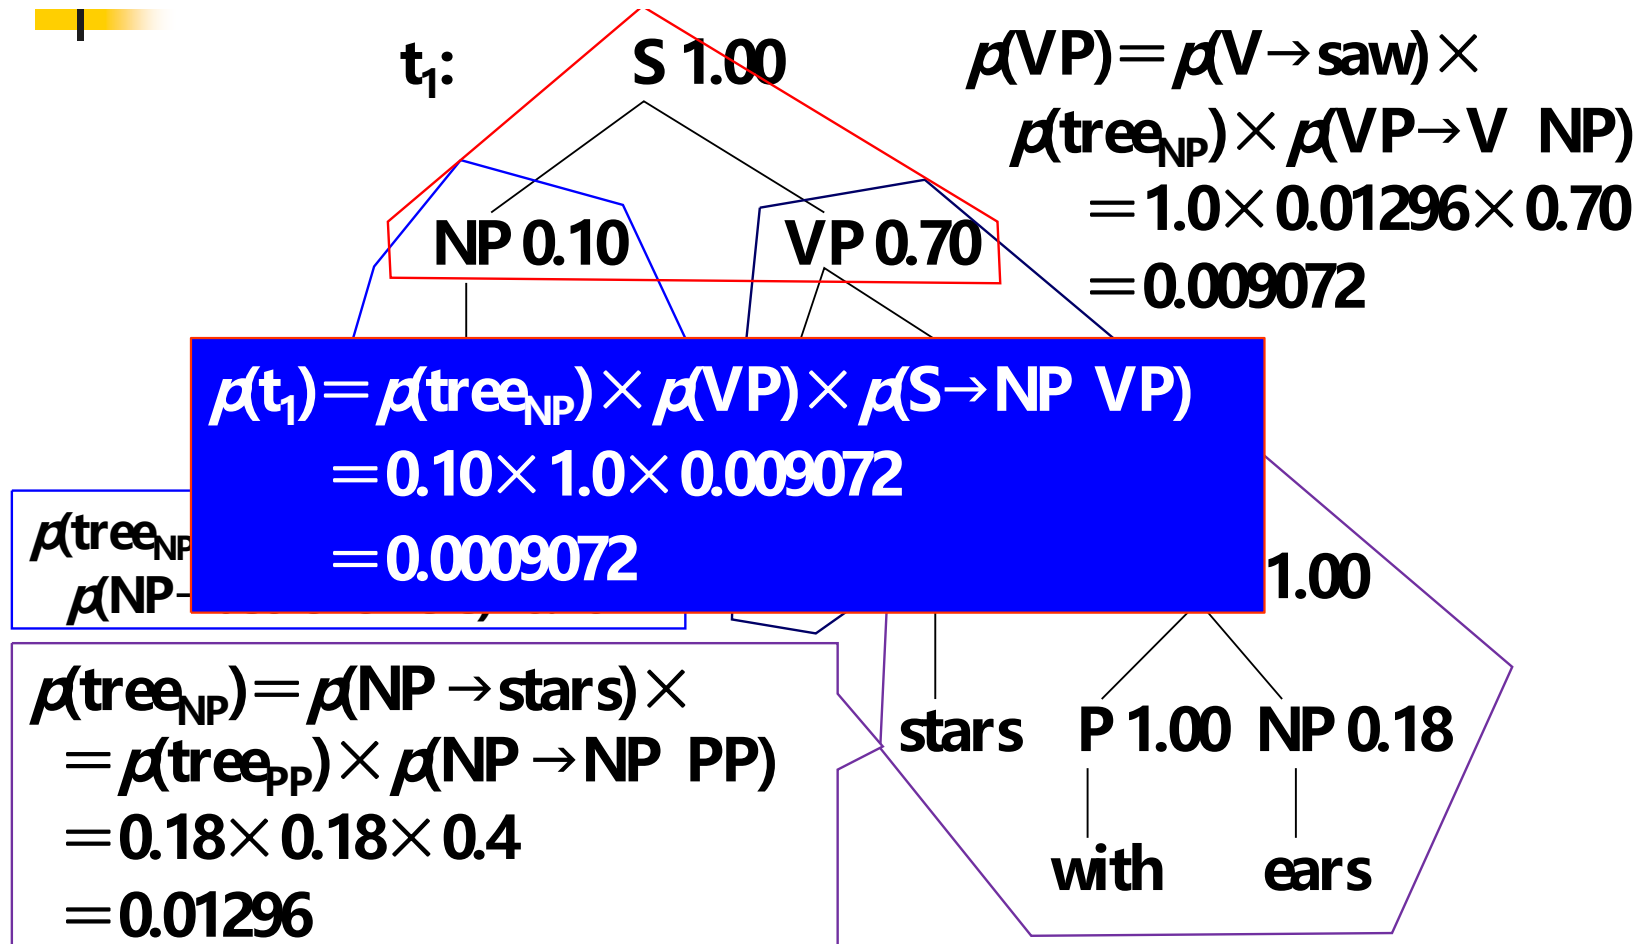 t1: S 1.00
NP 0.10 VP 0.70
p(VP)=p(V→saw)×
p(treeNP)×p(VP→V NP)
=1.0×0.01296×0.70
=0.009072
p(t1)=p(treeNP)×p(VP)×p(S→NP VP)
=0.10×1.0×0.009072
=0.0009072
p(treeNP
p(NP
1.00
p(treeNP)=p(NP→stars)×
=p(treePP)×p(NP→NP PP)
=0.18×0.18×0.4
=0.01296
stars P 1.00 NP 0.18
with ears